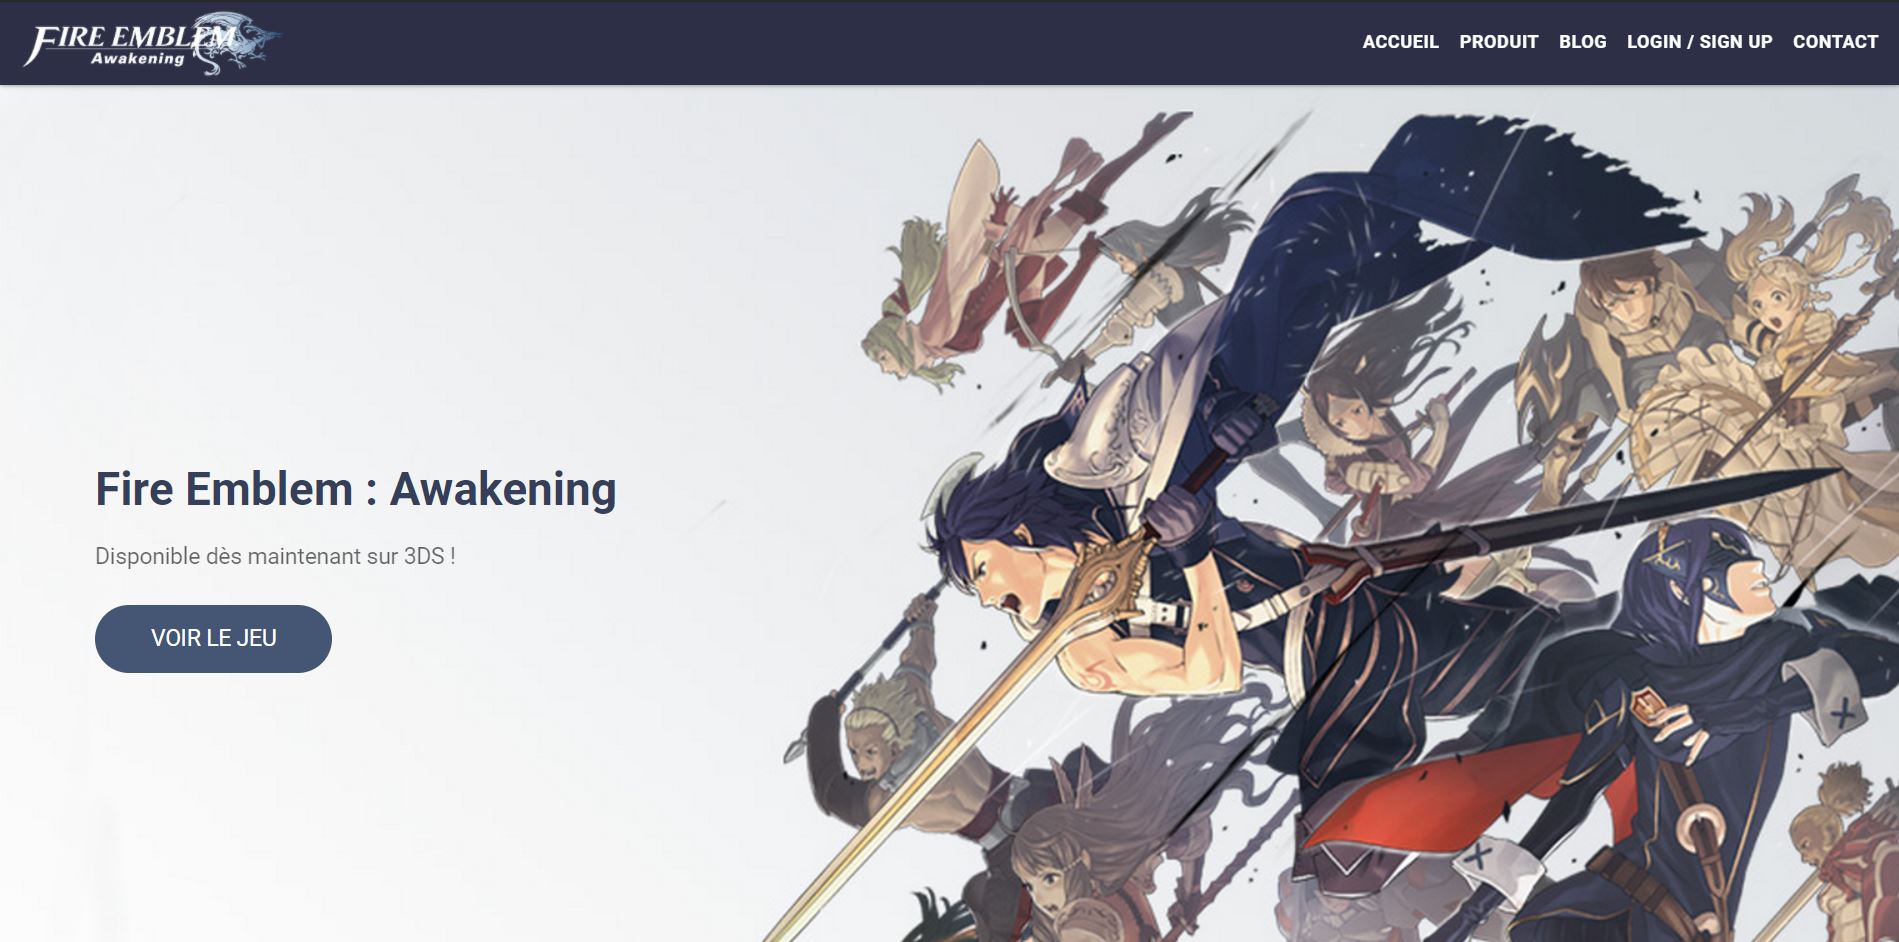 FIRE EMBLEM
Awakening
ACCUEIL PRODUIT BLOG LOGIN / SIGN UP CONTACT
Fire Emblem : Awakening
Disponible dès maintenant sur 3DS !
VOIR LE JEU